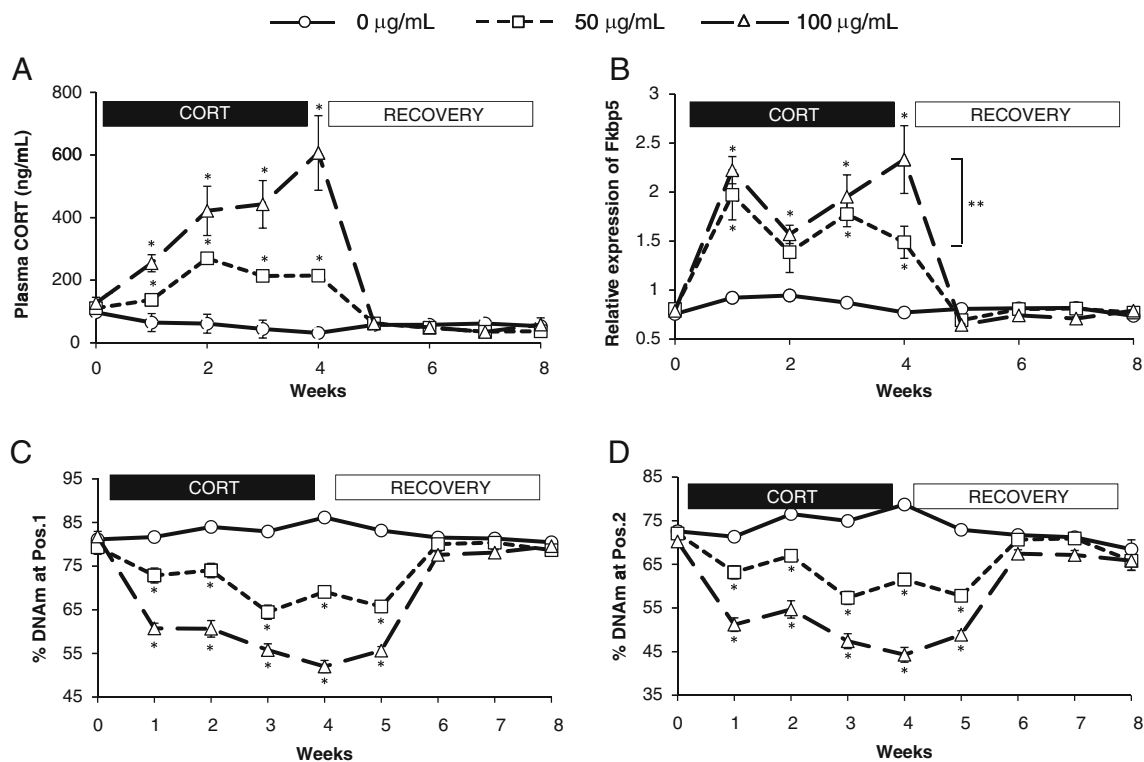 0 μg/mL 50 μg/mL 100 μg/mL
A
Plasma CORT (ng/mL)
800
600
400
200
0
CORT RECOVERY
* * * * * * * *
0 2 4 6 8
Weeks
B
Relative expression of Fkbp5
3
2.5
2
1.5
1
0.5
CORT RECOVERY
* * * * * * *
**
0 2 4 6 8
Weeks
C
% DNAm at Pos.1
95
85
75
65
55
45
CORT RECOVERY
* * * * * * * * * *
0 1 2 3 4 5 6 7 8
Weeks
D
% DNAm at Pos.2
85
75
65
55
45
35
CORT RECOVERY
* * * * * * * * * *
0 1 2 3 4 5 6 7 8
Weeks